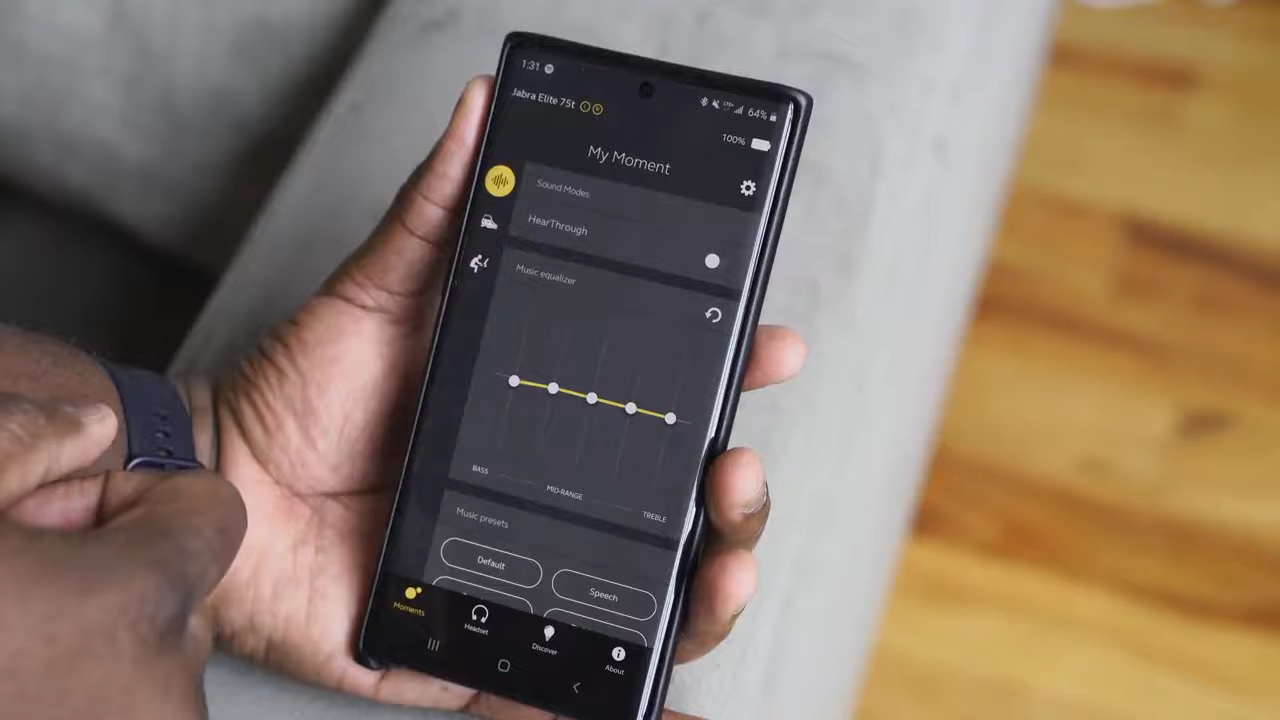 1:31
LTE+ 64%
Jabra Elite 75t L R
100%
My Moment
Sound Modes
HearThrough
Music equalizer
BASS
MID-RANGE
TREBLE
Music presets
Default
Speech
Moments
Headset
Discover
About